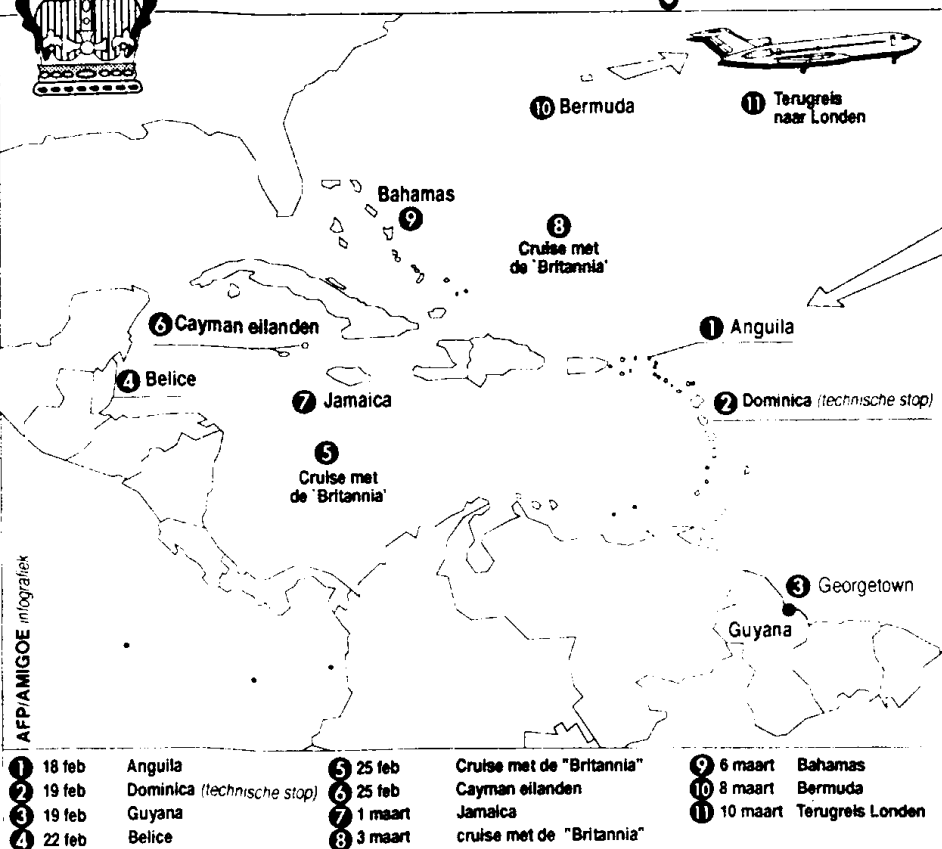 10 Bermuda
11 Terugreis
naar Londen
Bahamas
9
8
Cruise met
de 'Britannia'
6 Cayman eilanden
1 Anguila
4 Belice
7 Jamaica
2 Dominica (technische stop)
5
Cruise met
de 'Britannia'
3 Georgetown
Guyana
AFP/AMIGOE infografiek
1 18 feb Anguila
2 19 feb Dominica (technische stop)
3 19 feb Guyana
4 22 feb Belice
5 25 feb Cruise met de "Britannia"
6 25 feb Cayman eilanden
7 1 maart Jamaica
8 3 maart cruise met de "Britannia"
9 6 maart Bahamas
10 8 maart Bermuda
11 10 maart Terugreis Londen